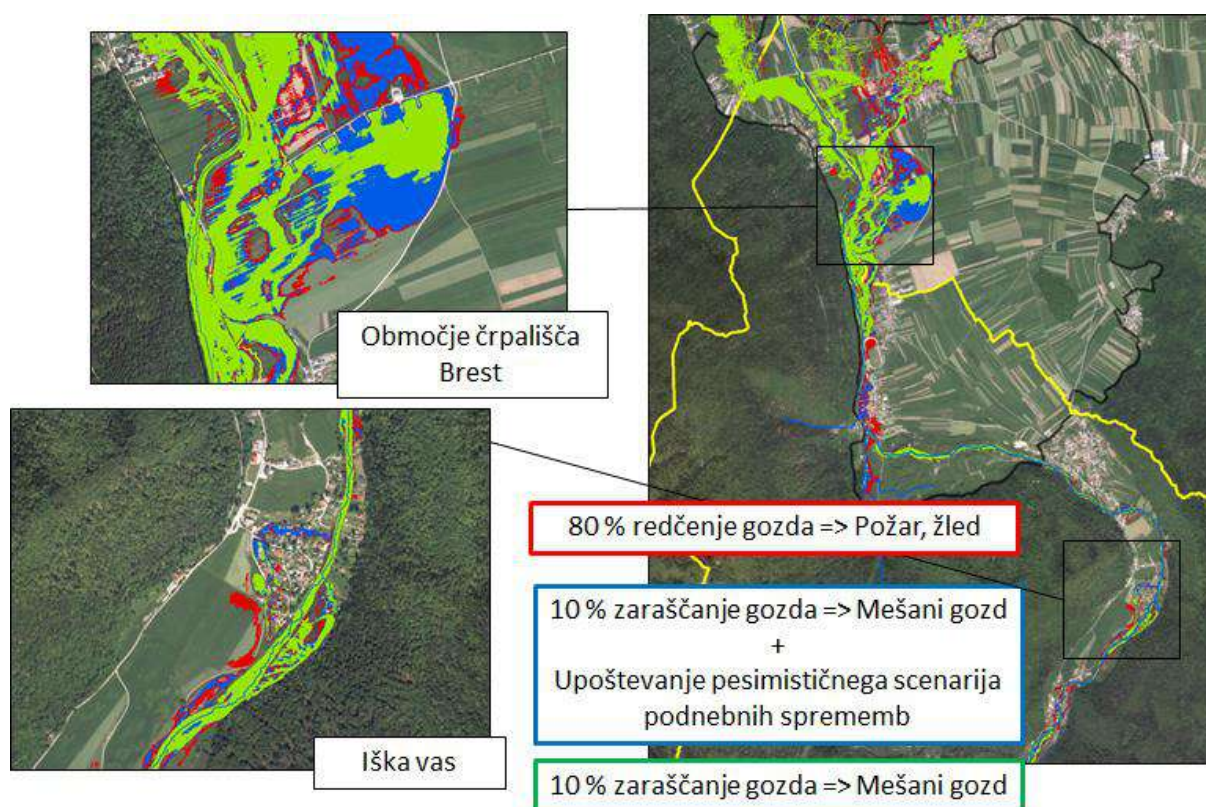 Območje črpališča
Brest
80 % redčenje gozda => Požar, žled
10 % zaraščanje gozda => Mešani gozd
+
Upoštevanje pesimističnega scenarija
podnebnih sprememb
Iška vas
10 % zaraščanje gozda => Mešani gozd